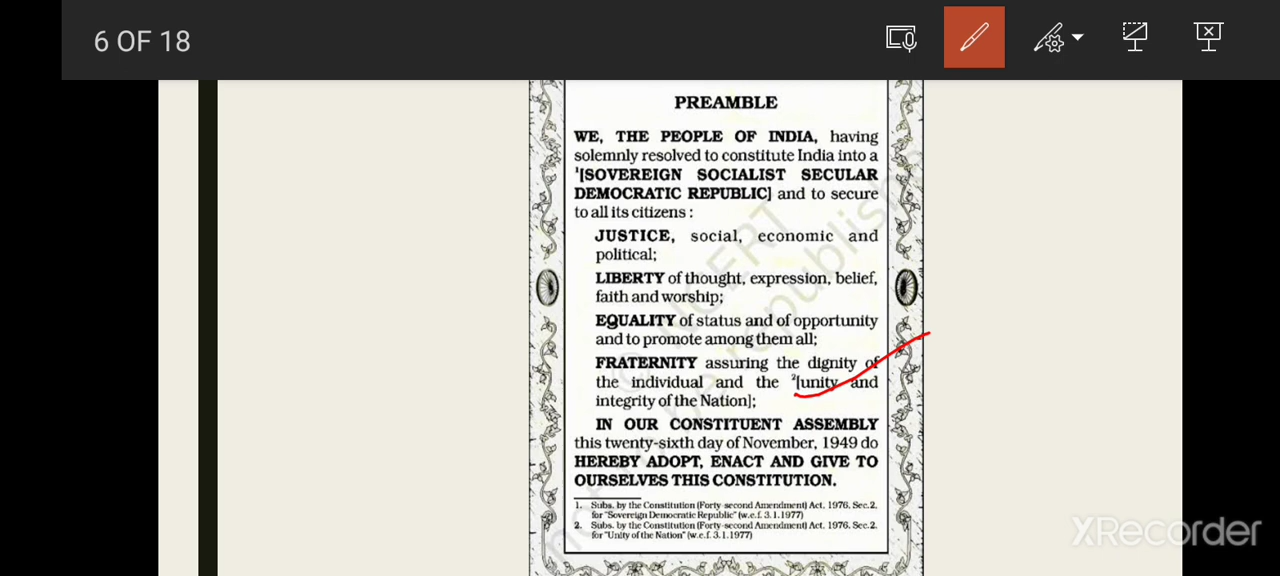 6 OF 18
PREAMBLE
WE, THE PEOPLE OF INDIA, having
solemnly resolved to constitute India into a
¹[SOVEREIGN SOCIALIST SECULAR
DEMOCRATIC REPUBLIC] and to secure
to all its citizens :
JUSTICE, social, economic and
political;
LIBERTY of thought, expression, belief,
faith and worship;
EQUALITY of status and of opportunity
and to promote among them all;
FRATERNITY assuring the dignity of
the individual and the ²[unity and
integrity of the Nation];
IN OUR CONSTITUENT ASSEMBLY
this twenty-sixth day of November, 1949 do
HEREBY ADOPT, ENACT AND GIVE TO
OURSELVES THIS CONSTITUTION.
1. Subs. by the Constitution (Forty-second Amendment) Act, 1976, Sec.2,
for "Sovereign Democratic Republic" (w.e.f. 3.1.1977)
2. Subs. by the Constitution (Forty-second Amendment) Act, 1976, Sec.2,
for "Unity of the Nation" (w.e.f. 3.1.1977)
© NCERT
republish
XRecorder